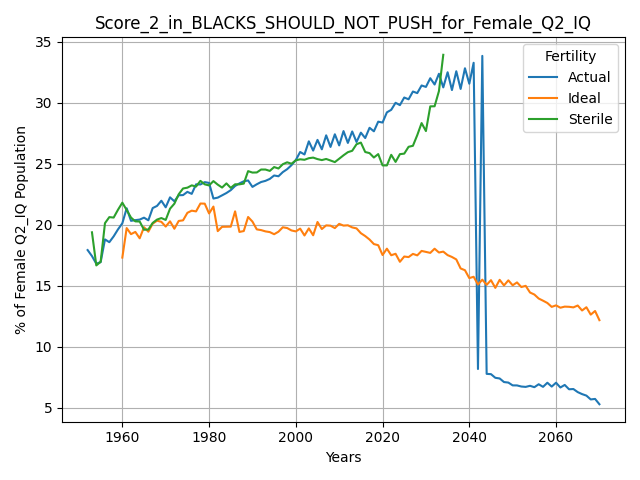 Score_2_in_BLACKS_SHOULD_NOT_PUSH_for_Female_Q2_IQ
35
30
25
20
15
10
5
% of Female Q2_IQ Population
Fertility
Actual
Ideal
Sterile
1960 1980 2000 2020 2040 2060
Years